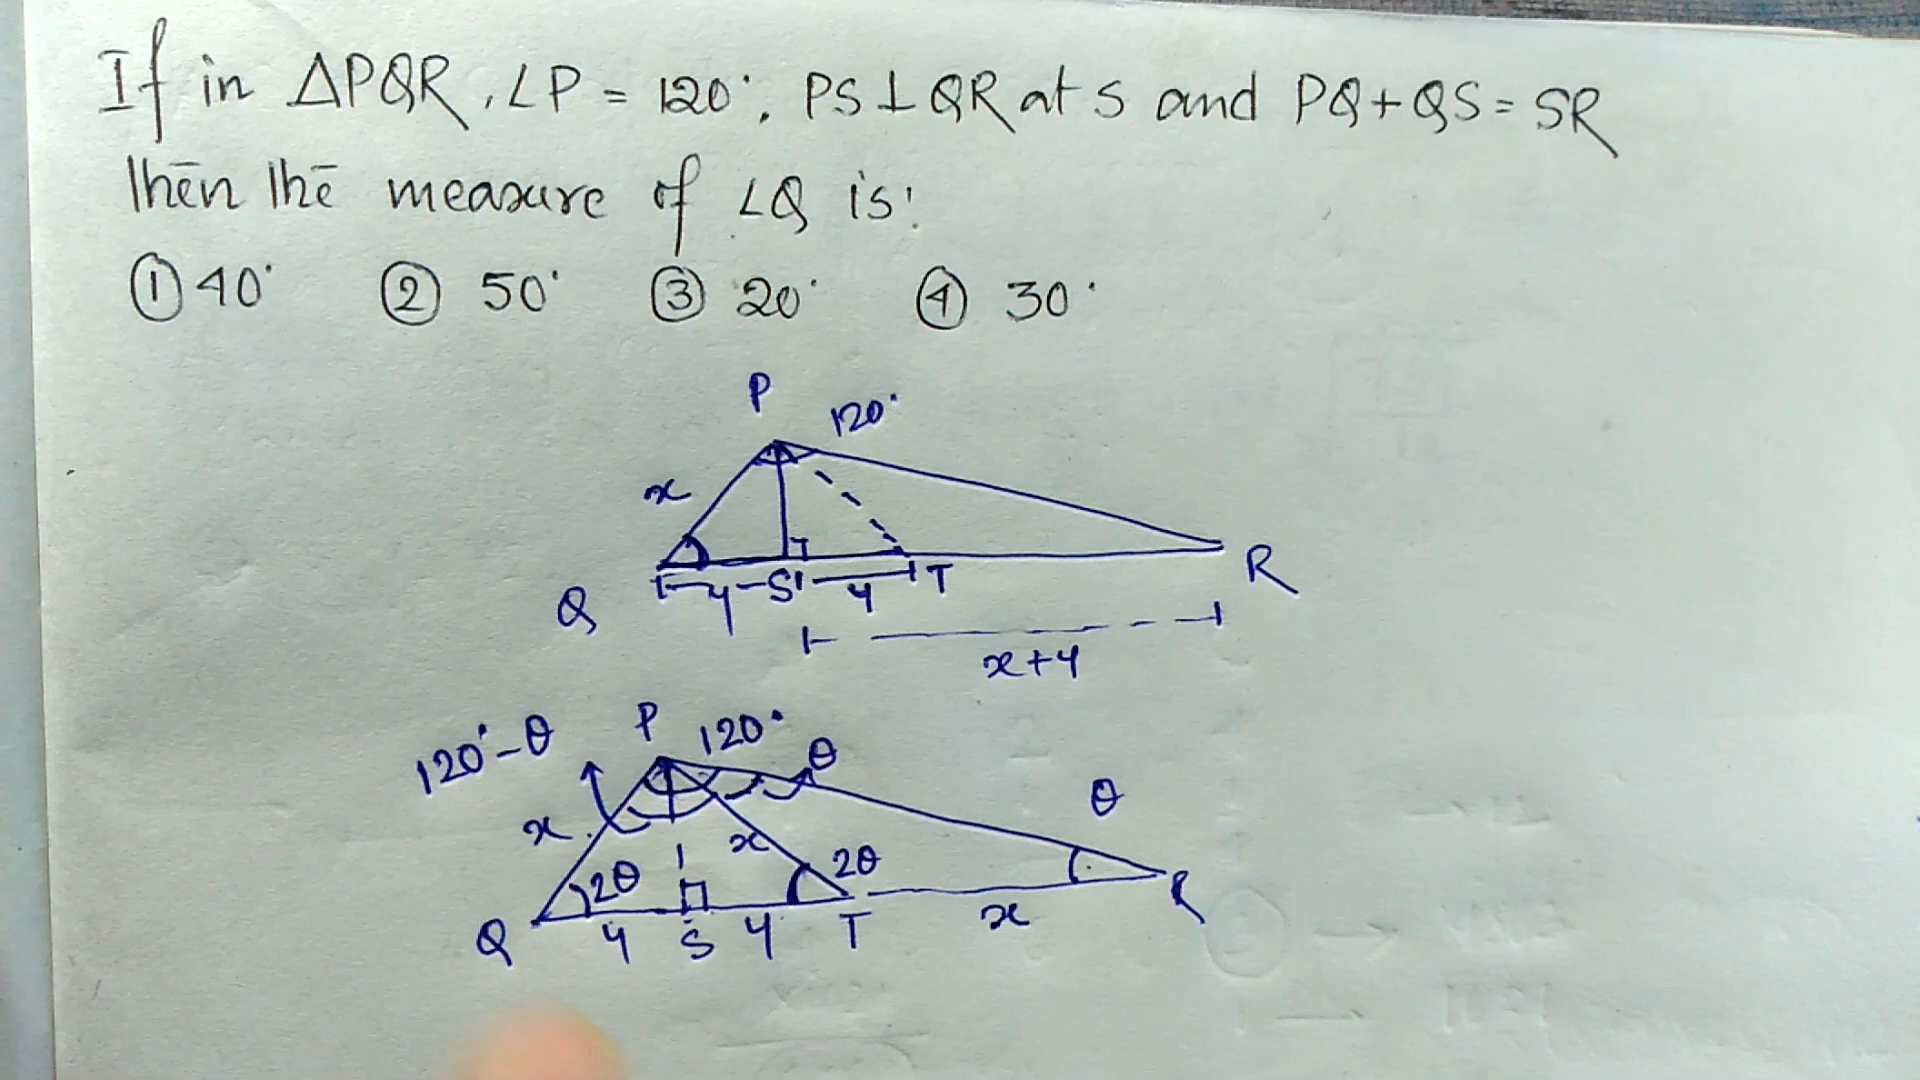 If in ΔPQR, ∠P = 120°, PS⊥QR at S and PQ+QS=SR
Then the measure of ∠Q is:
① 40° ② 50° ③ 20° ④ 30°
P
120°
x
Q y S y T R
x+y
120°-θ P 120° θ
θ
x x
2θ 2θ
Q y S y T x R